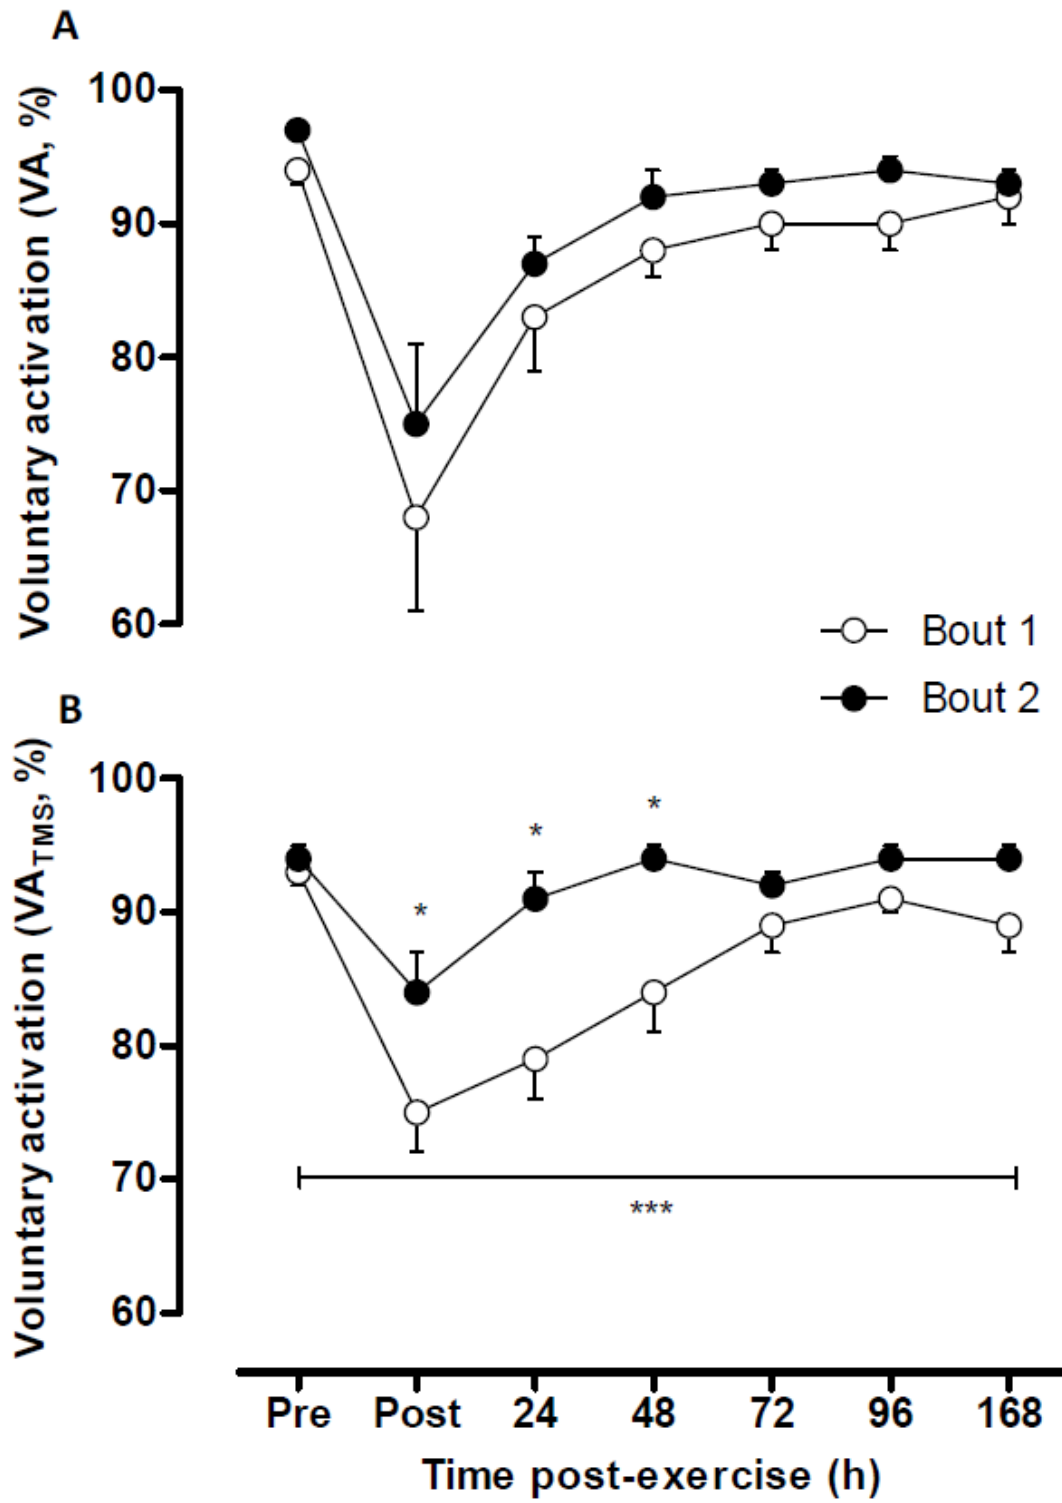 A
Voluntary activation (VA, %)
100
90
80
70
60
Bout 1
Bout 2
B
Voluntary activation (VATMS, %)
100
90
80
70
60
*
*
*
***
Pre Post 24 48 72 96 168
Time post-exercise (h)